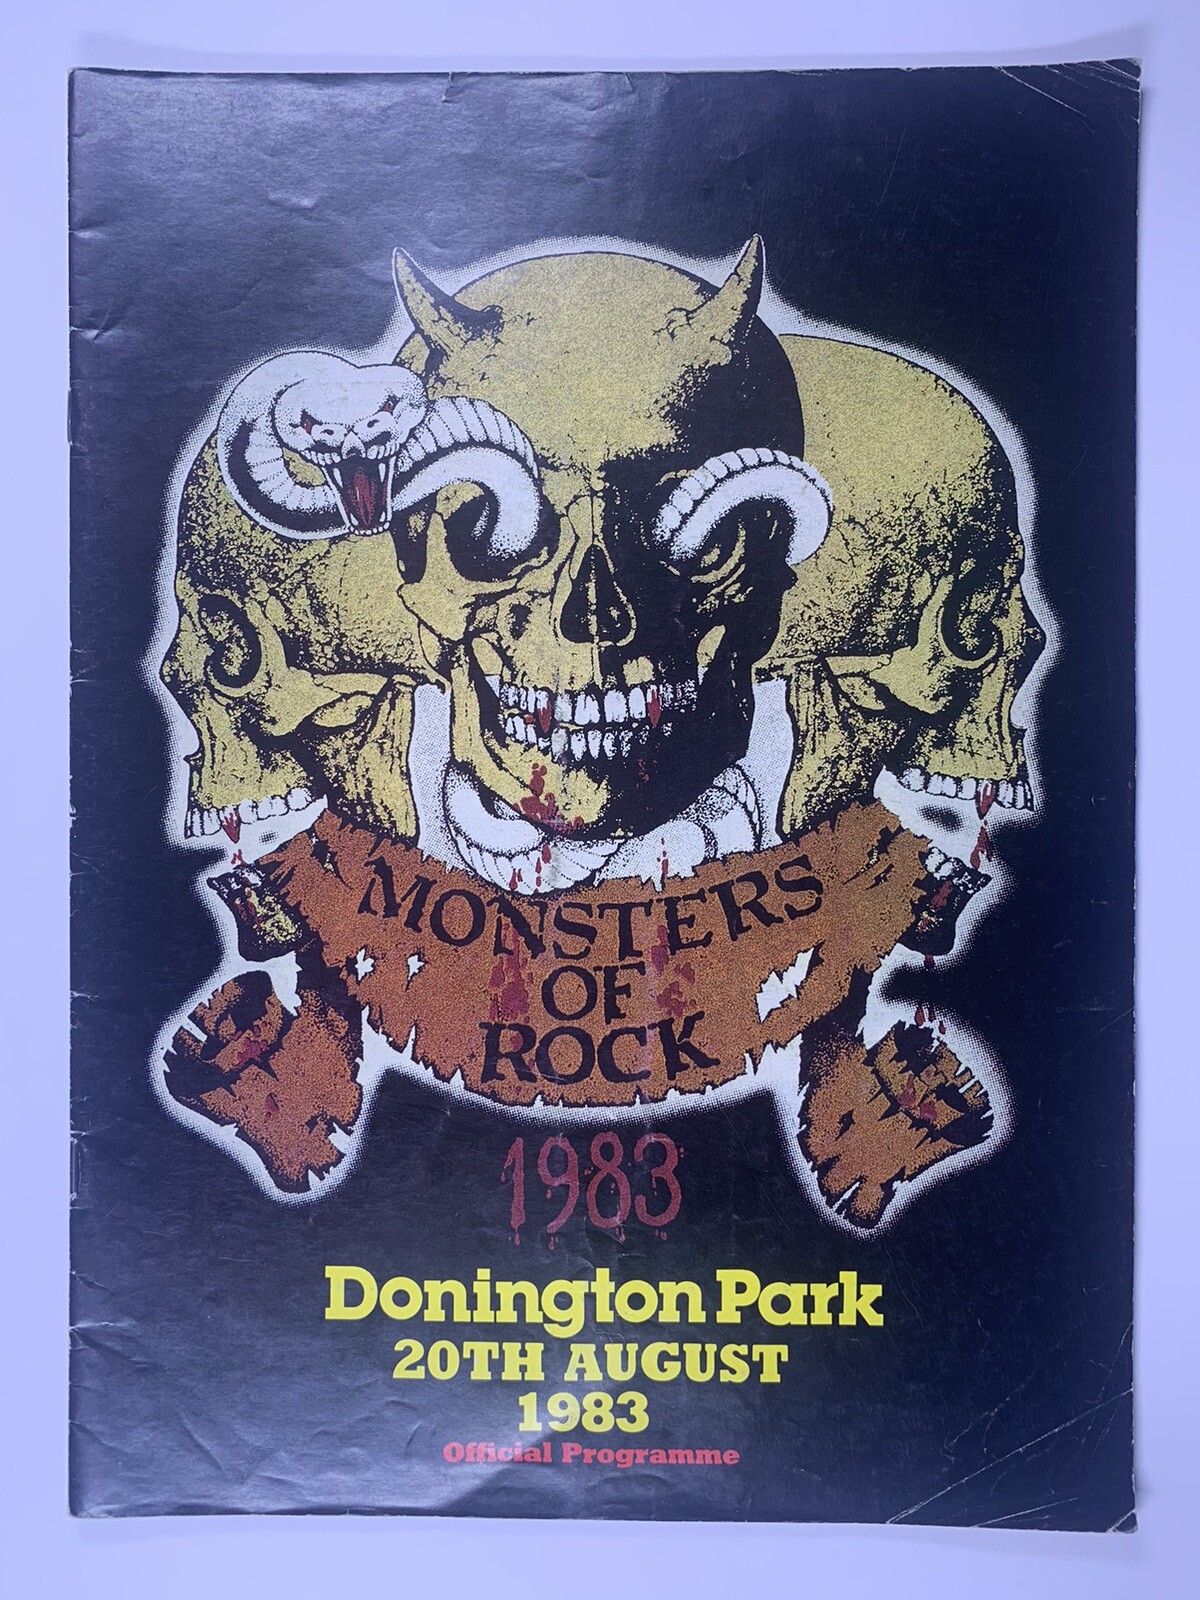 MONSTERS
OF
ROCK
1983
Donington Park
20TH AUGUST
1983
Official Programme